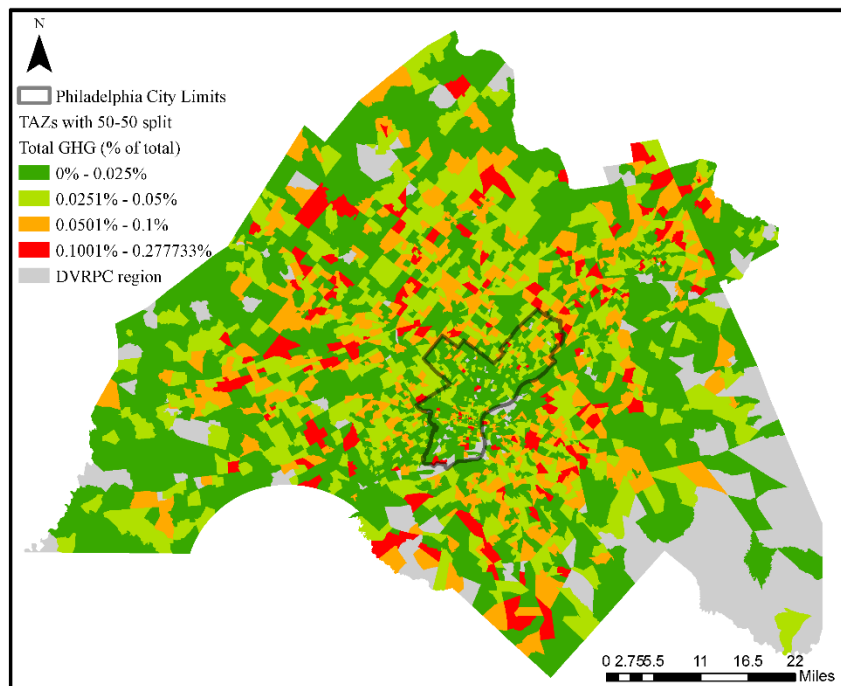 N
Philadelphia City Limits
TAZs with 50-50 split
Total GHG (% of total)
0% - 0.025%
0.0251% - 0.05%
0.0501% - 0.1%
0.1001% - 0.277733%
DVRPC region
0 2.755.5 11 16.5 22
Miles